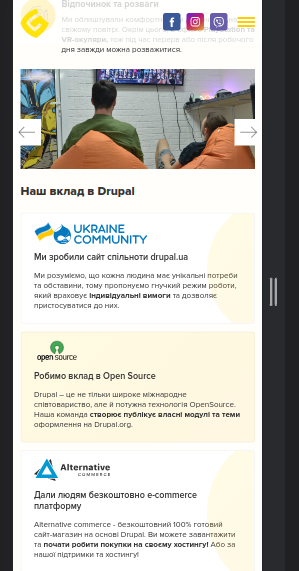 Відпочинок та розваги
Ми облаштували комфортн
свіжому повітрі. Окрім цього
VR-окуляри, тож під час перерв або після робочого
дня завжди можна розважитися.
Наш вклад в Drupal
UKRAINE
COMMUNITY
Ми зробили сайт спільноти drupal.ua
Ми розуміємо, що кожна людина має унікальні потреби
та обставини, тому пропонуємо гнучкий режим роботи,
який враховує індивідуальні вимоги та дозволяє
пристосуватися до них.
open source
Робимо вклад в Open Source
Drupal – це не тільки широке міжнародне
співтовариство, але й потужна технологія OpenSource.
Наша команда створює публікує власні модулі та теми
оформлення на Drupal.org.
Alternative
COMMERCE
Дали людям безкоштовно e-commerce
платформу
Alternative commerce - безкоштовний 100% готовий
сайт-магазин на основі Drupal. Ви можете завантажити
та почати робити покупки на своєму хостингу! Або за
нашої підтримки та хостингу!